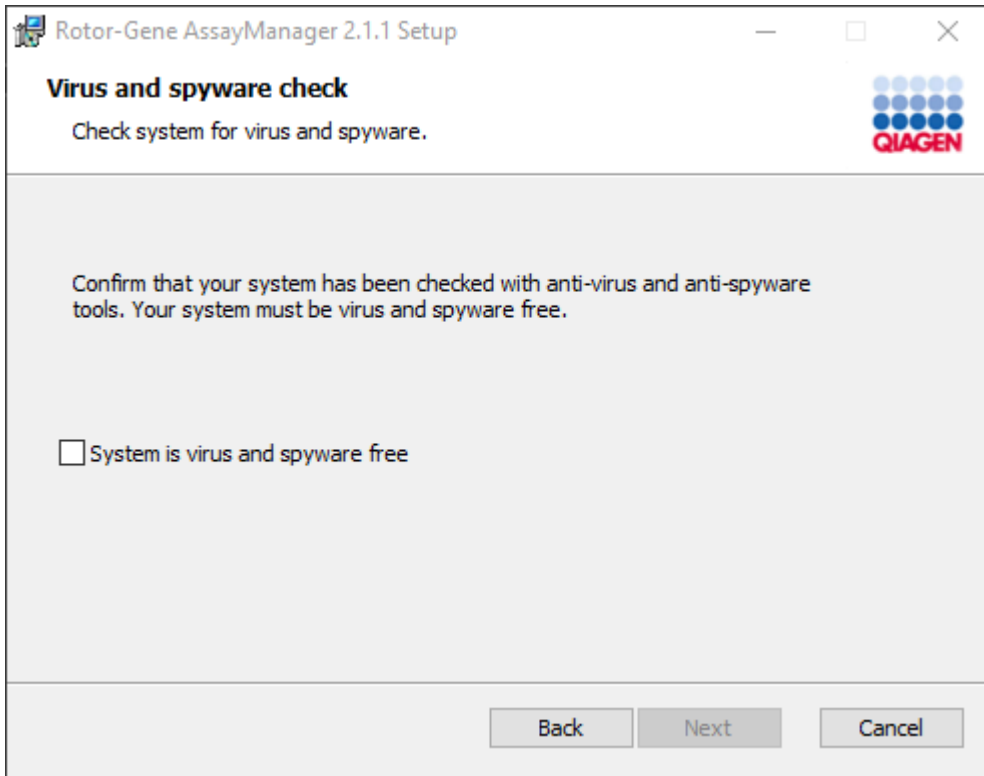 Rotor-Gene AssayManager 2.1.1 Setup
Virus and spyware check
Check system for virus and spyware.
QIAGEN
Confirm that your system has been checked with anti-virus and anti-spyware
tools. Your system must be virus and spyware free.
System is virus and spyware free
Back Next Cancel